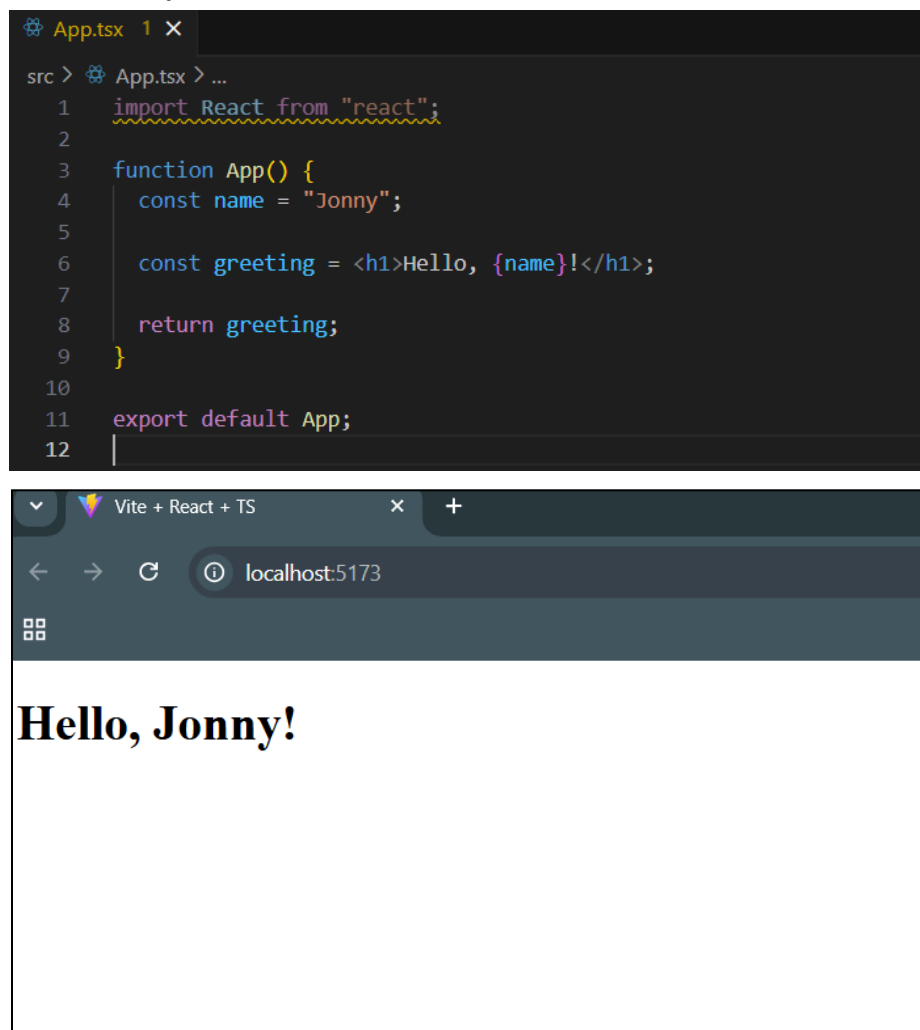 App.tsx 1
src > App.tsx > ...
1 import React from "react";
2
3 function App() {
4 const name = "Jonny";
5
6 const greeting = <h1>Hello, {name}!</h1>;
7
8 return greeting;
9 }
10
11 export default App;
12
Vite + React + TS
localhost:5173
Hello, Jonny!